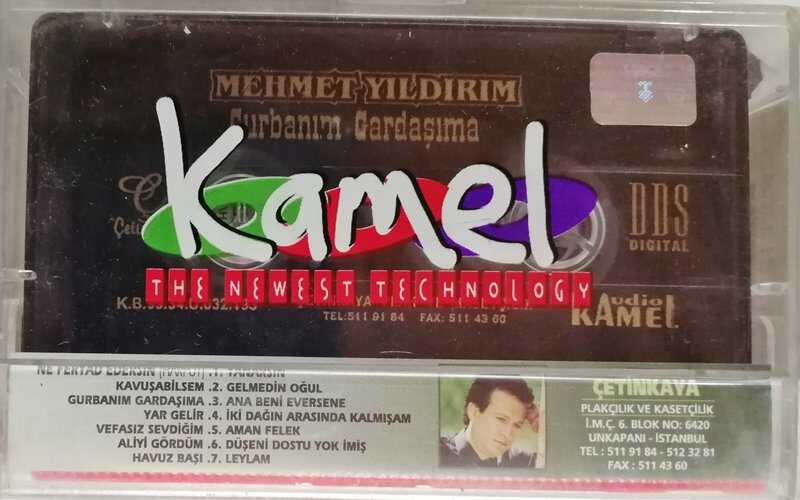 MEHMET YILDIRIM
Gurbanım Gardaşıma
Kamel
DDS
DIGITAL
THE NEWEST TECHNOLOGY
TEL:511 91 84 FAX: 511 43 60
Audio
KAMEL
KAVUŞABİLSEM .2. GELMEDİN OĞUL
GURBANIM GARDAŞIMA .3. ANA BENİ EVERSENE
YAR GELİR .4. İKİ DAĞIN ARASINDA KALMIŞAM
VEFASIZ SEVDİĞİM .5. AMAN FELEK
ALİYİ GÖRDÜM .6. DÜŞENİ DOSTU YOK İMİŞ
HAVUZ BAŞI .7. LEYLAM
ÇETİNKAYA
PLAKÇILIK VE KASETÇİLİK
İ.M.Ç. 6. BLOK NO: 6420
UNKAPANI - İSTANBUL
TEL : 511 91 84 - 512 32 81
FAX : 511 43 60